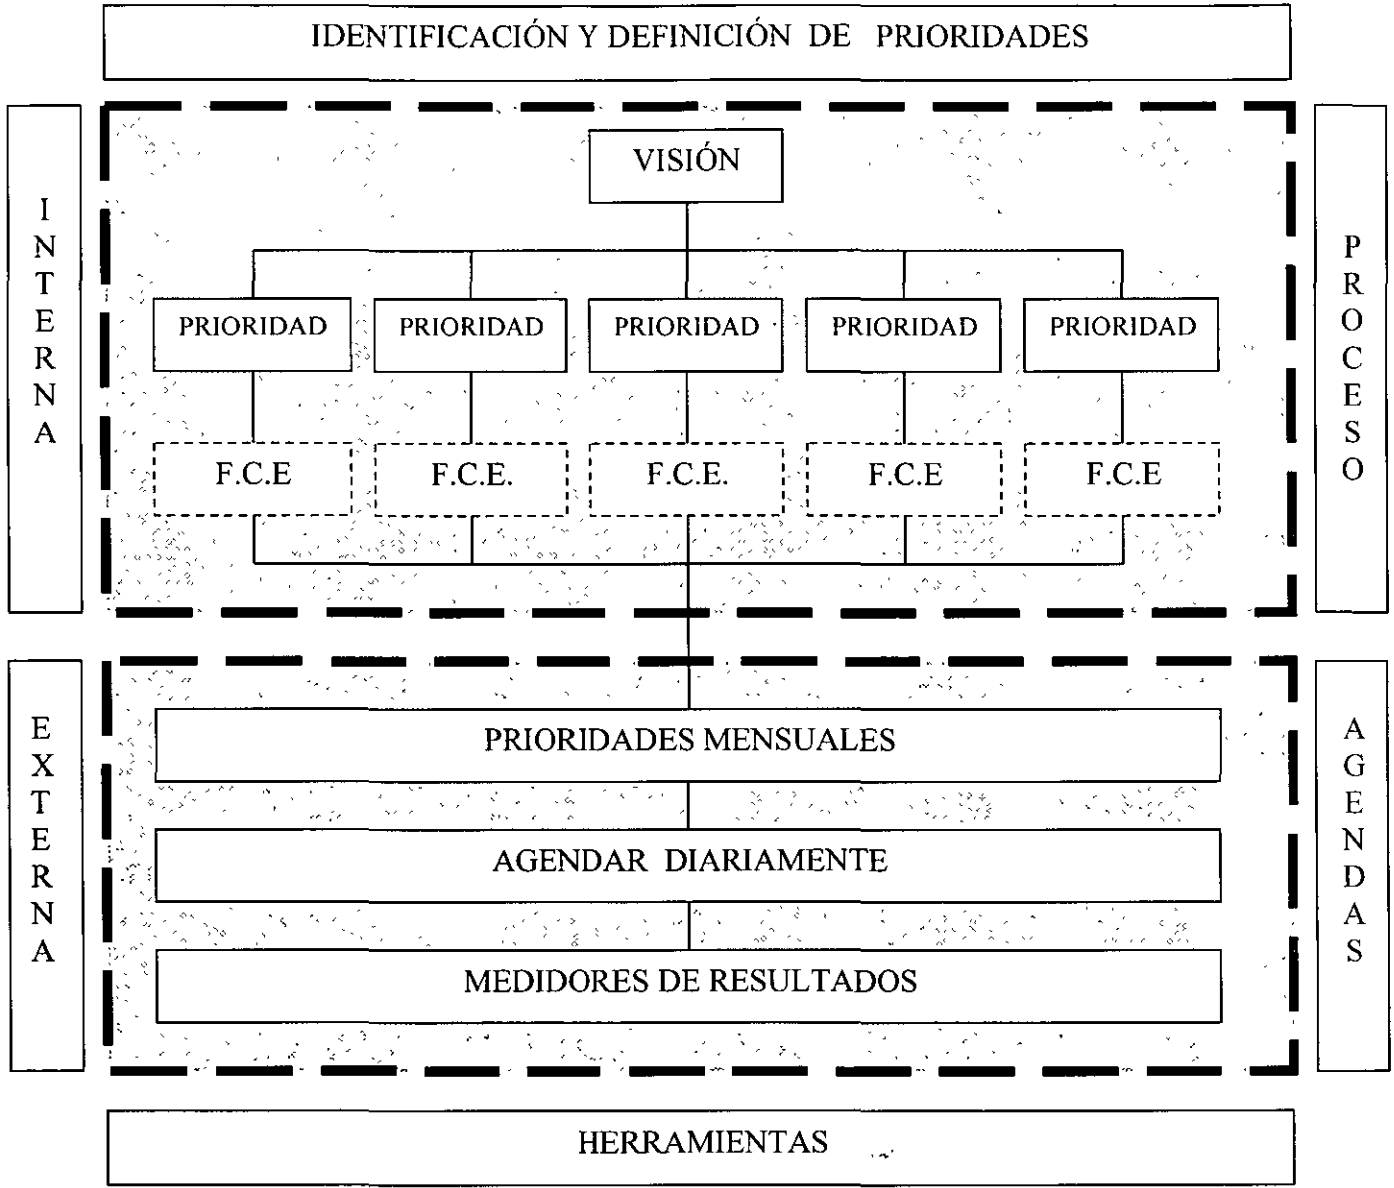 IDENTIFICACIÓN Y DEFINICIÓN DE PRIORIDADES
INTERNA
VISIÓN
PROCESO
PRIORIDAD PRIORIDAD PRIORIDAD PRIORIDAD PRIORIDAD
F.C.E F.C.E. F.C.E. F.C.E F.C.E
EXTERNA
PRIORIDADES MENSUALES
AGENDAR DIARIAMENTE
MEDIDORES DE RESULTADOS
AGENDAS
HERRAMIENTAS